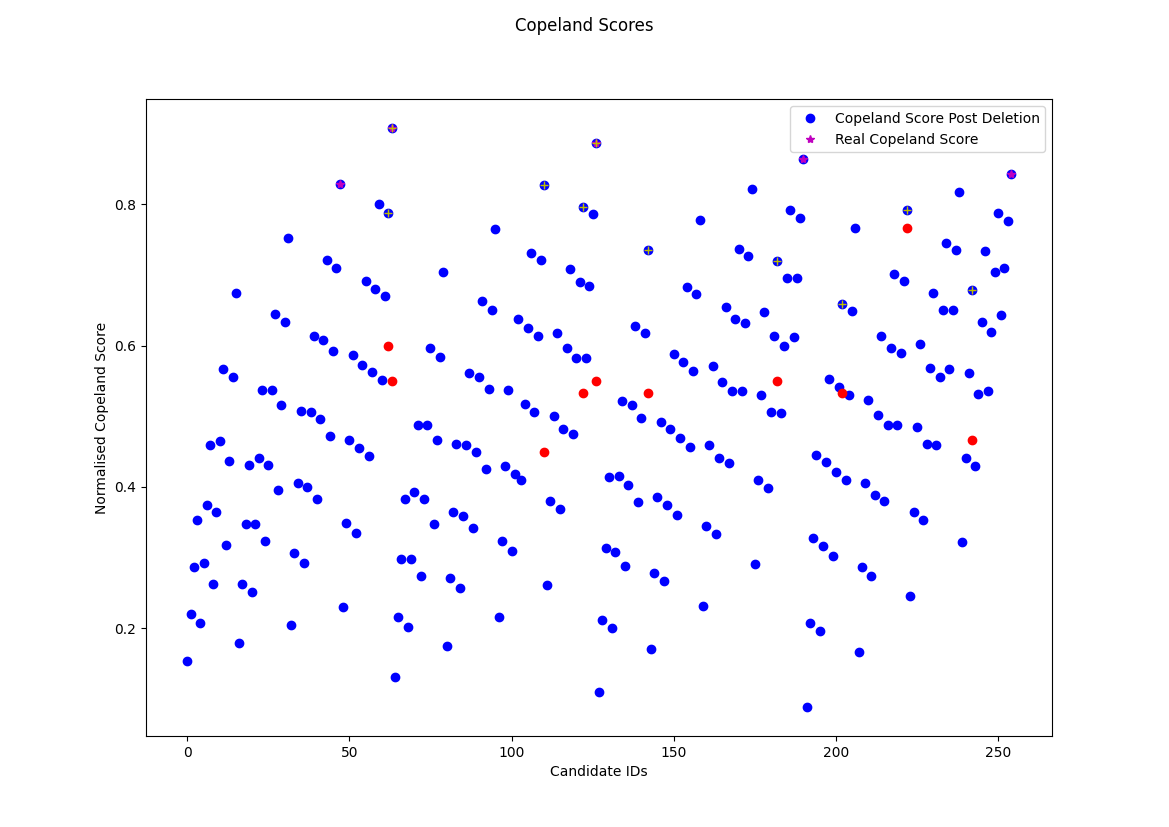 Copeland Scores
Copeland Score Post Deletion
Real Copeland Score
Normalised Copeland Score
0.8
0.6
0.4
0.2
0 50 100 150 200 250
Candidate IDs